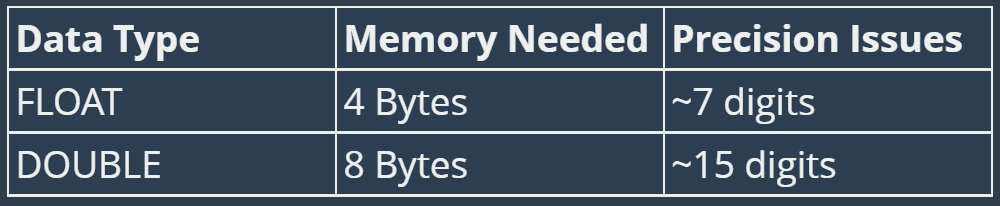 Data Type Memory Needed Precision Issues
FLOAT 4 Bytes ~7 digits
DOUBLE 8 Bytes ~15 digits